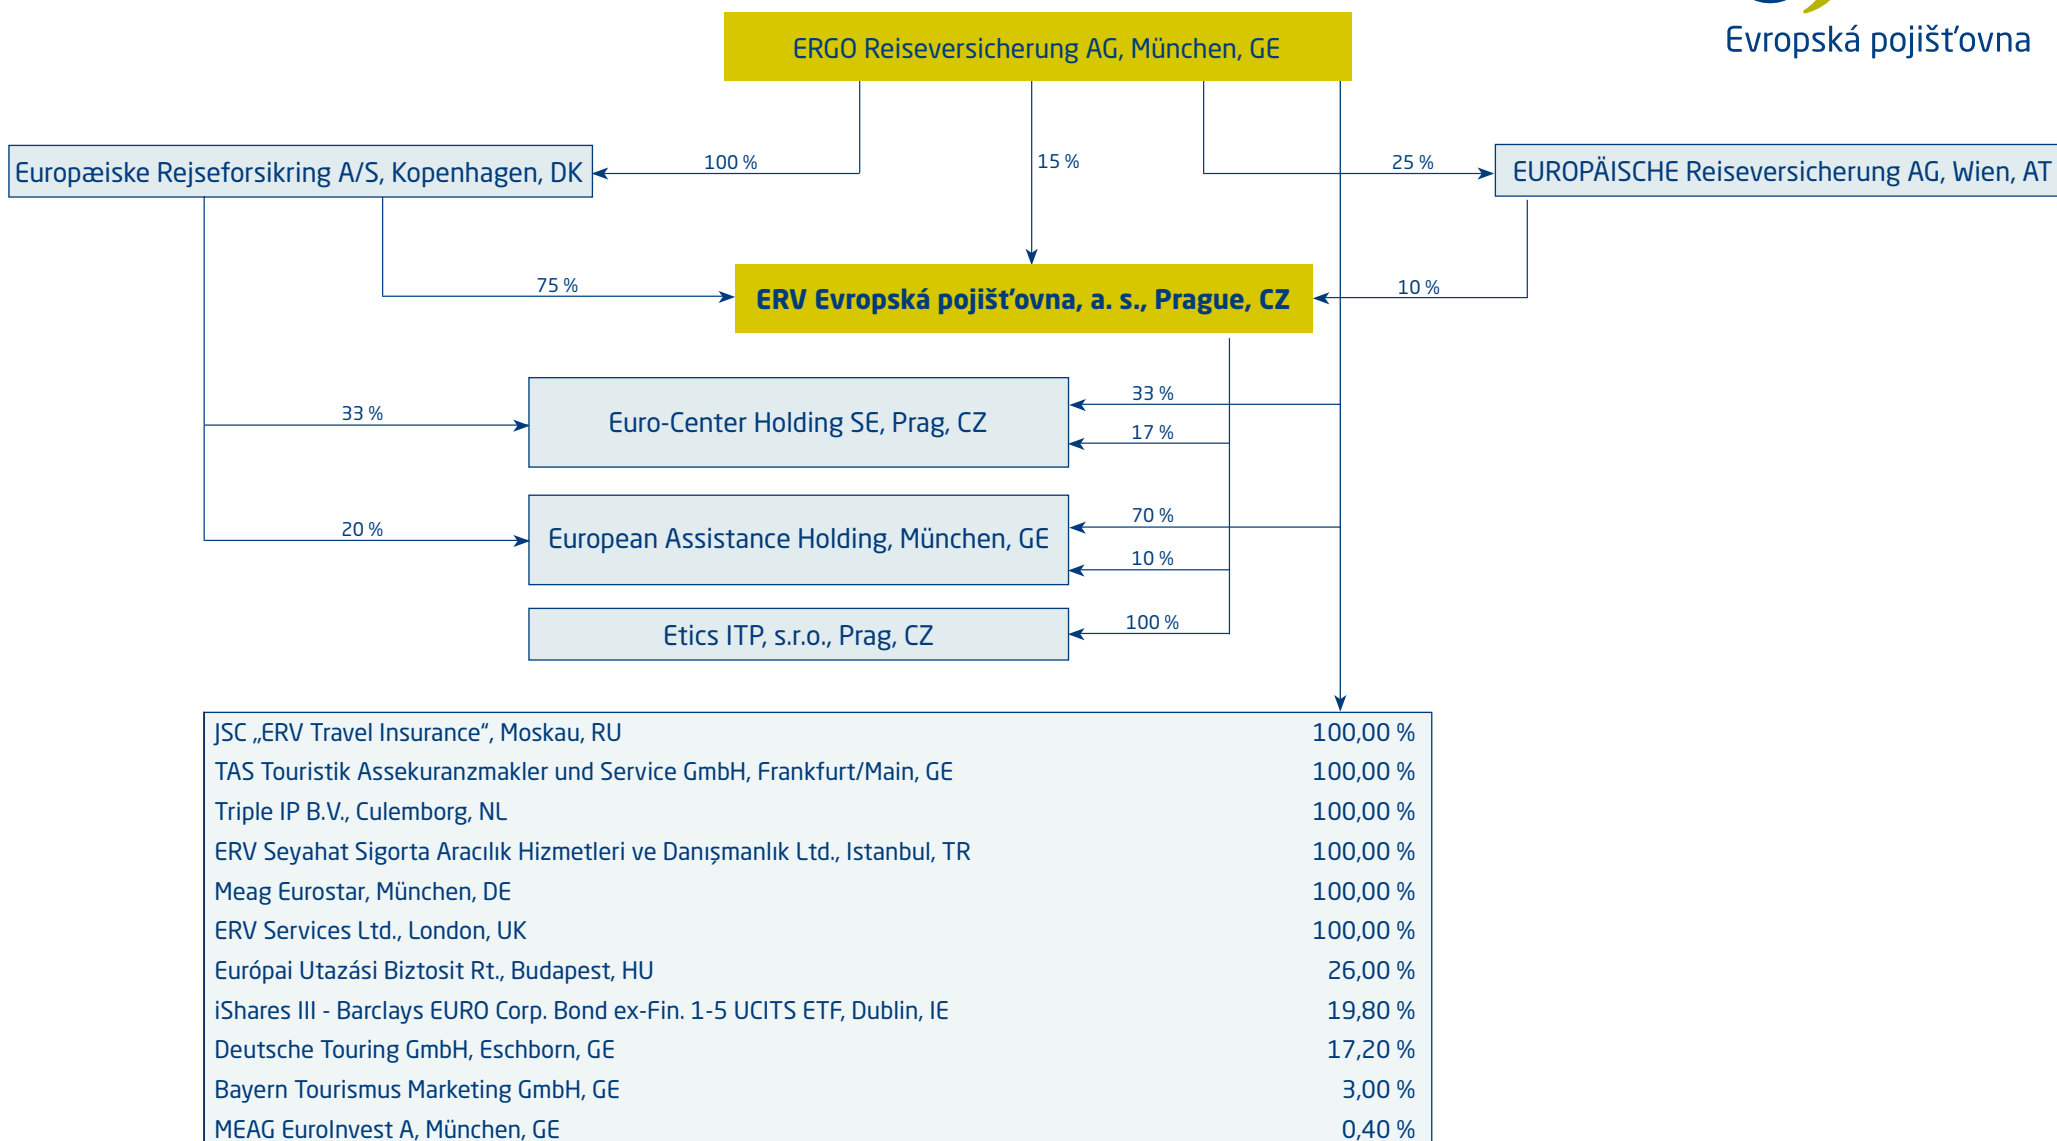 Evropská pojišťovna
ERGO Reiseversicherung AG, München, GE
Europæiske Rejseforsikring A/S, Kopenhagen, DK
100 %
15 %
25 %
EUROPÄISCHE Reiseversicherung AG, Wien, AT
75 %
ERV Evropská pojišťovna, a. s., Prague, CZ
10 %
33 %
Euro-Center Holding SE, Prag, CZ
33 %
17 %
20 %
European Assistance Holding, München, GE
70 %
10 %
Etics ITP, s.r.o., Prag, CZ
100 %
JSC „ERV Travel Insurance“, Moskau, RU 100,00 %
TAS Touristik Assekuranzmakler und Service GmbH, Frankfurt/Main, GE 100,00 %
Triple IP B.V., Culemborg, NL 100,00 %
ERV Seyahat Sigorta Aracılık Hizmetleri ve Danışmanlık Ltd., Istanbul, TR 100,00 %
Meag Eurostar, München, DE 100,00 %
ERV Services Ltd., London, UK 100,00 %
Európai Utazási Biztosit Rt., Budapest, HU 26,00 %
iShares III - Barclays EURO Corp. Bond ex-Fin. 1-5 UCITS ETF, Dublin, IE 19,80 %
Deutsche Touring GmbH, Eschborn, GE 17,20 %
Bayern Tourismus Marketing GmbH, GE 3,00 %
MEAG EuroInvest A, München, GE 0,40 %